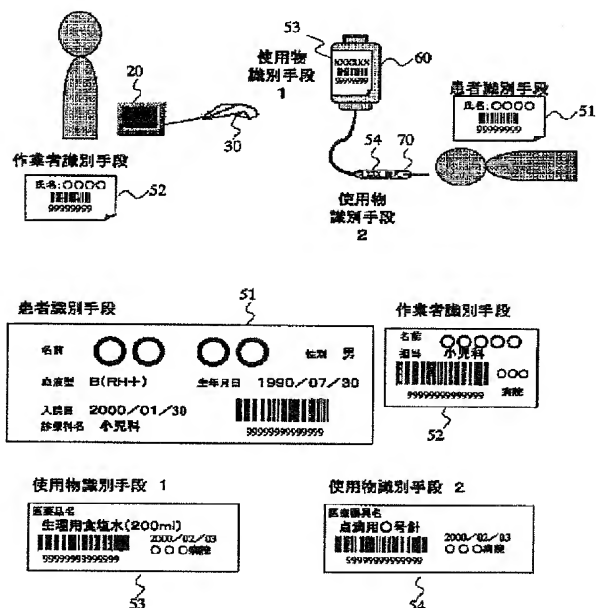 53
使用物
識別手段
1
60
XXXXXXX
99999999
20
30
患者識別手段
氏名:○○○○
99999999
51
作業者識別手段
氏名:○○○○
99999999
52
54
70
使用物
識別手段
2
患者識別手段
51
名前 ○○ ○○ 性別 男
血液型 B(RH+) 生年月日 1990/07/30
入院日 2000/01/30
診療科名 小児科
99999999999999
作業者識別手段
名前 ○○○○○
担当 小児科
○○○
病院
99999999999999
52
使用物識別手段 1
医薬品名
生理用食塩水(200ml)
2000/02/03
○○○病院
99999999999999
53
使用物識別手段 2
医療器具名
点滴用○号針
2000/02/03
○○○病院
99999999999999
54